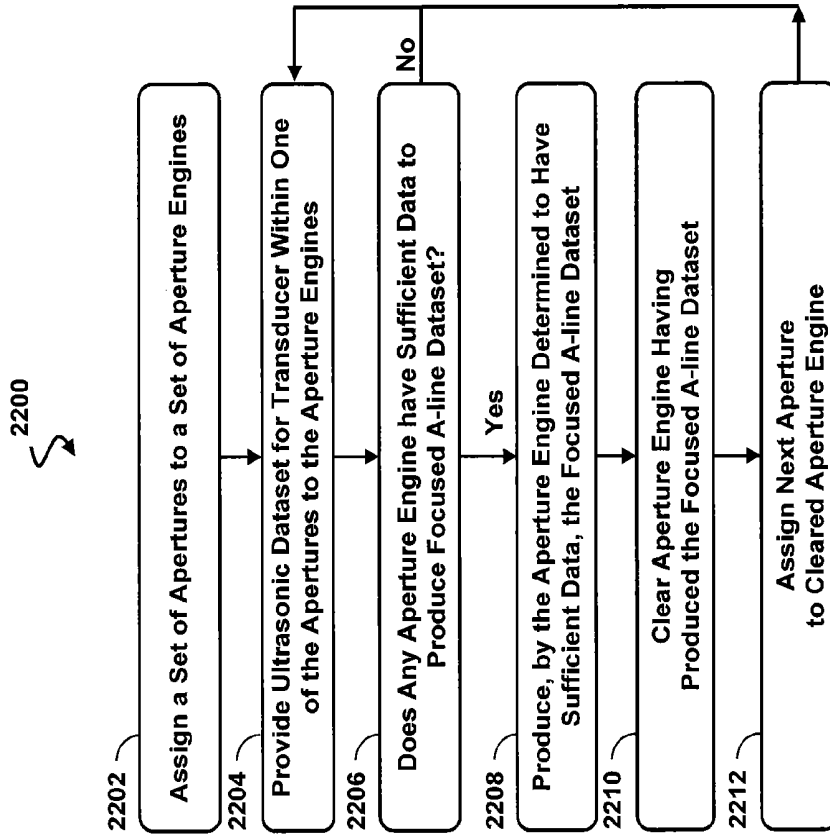 2200
2202
Assign a Set of Apertures to a Set of Aperture Engines
2204
Provide Ultrasonic Dataset for Transducer Within One
of the Apertures to the Aperture Engines
2206
Does Any Aperture Engine have Sufficient Data to
Produce Focused A-line Dataset?
No
Yes
2208
Produce, by the Aperture Engine Determined to Have
Sufficient Data, the Focused A-line Dataset
2210
Clear Aperture Engine Having
Produced the Focused A-line Dataset
2212
Assign Next Aperture
to Cleared Aperture Engine